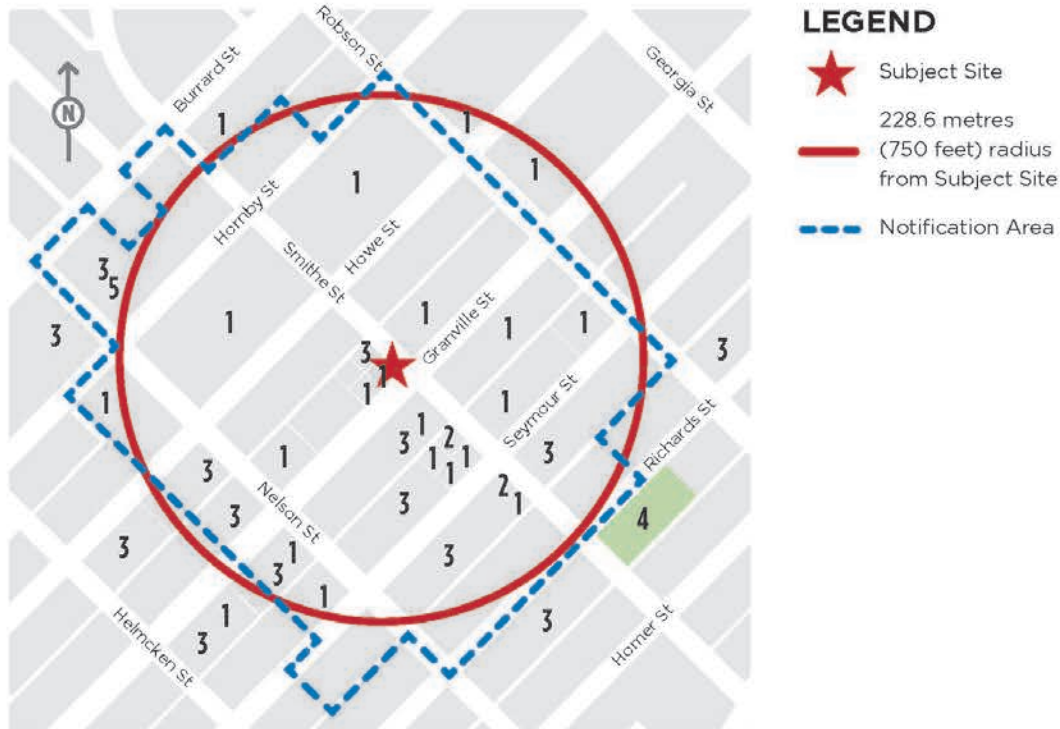 LEGEND
Subject Site
228.6 metres
(750 feet) radius
from Subject Site
Notification Area
N
Burrard St
Robson St
Georgia St
Hornby St
Smithe St
Howe St
Granville St
Seymour St
Richards St
Nelson St
Helmcken St
Homer St
1
1
1
1
3
5
3
1
1
1
1
3
3
1
1
1
1
3
1
2
1
1
1
3
2
1
3
1
3
3
3
4
3
1
3
3
1
1
3
3